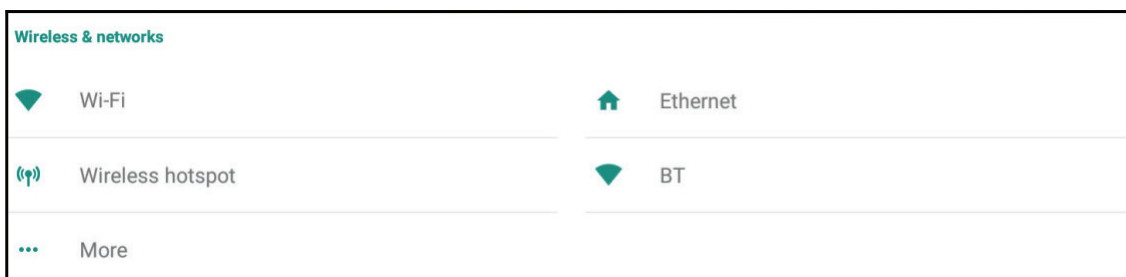 Wireless & networks
Wi-Fi
Ethernet
Wireless hotspot
BT
More